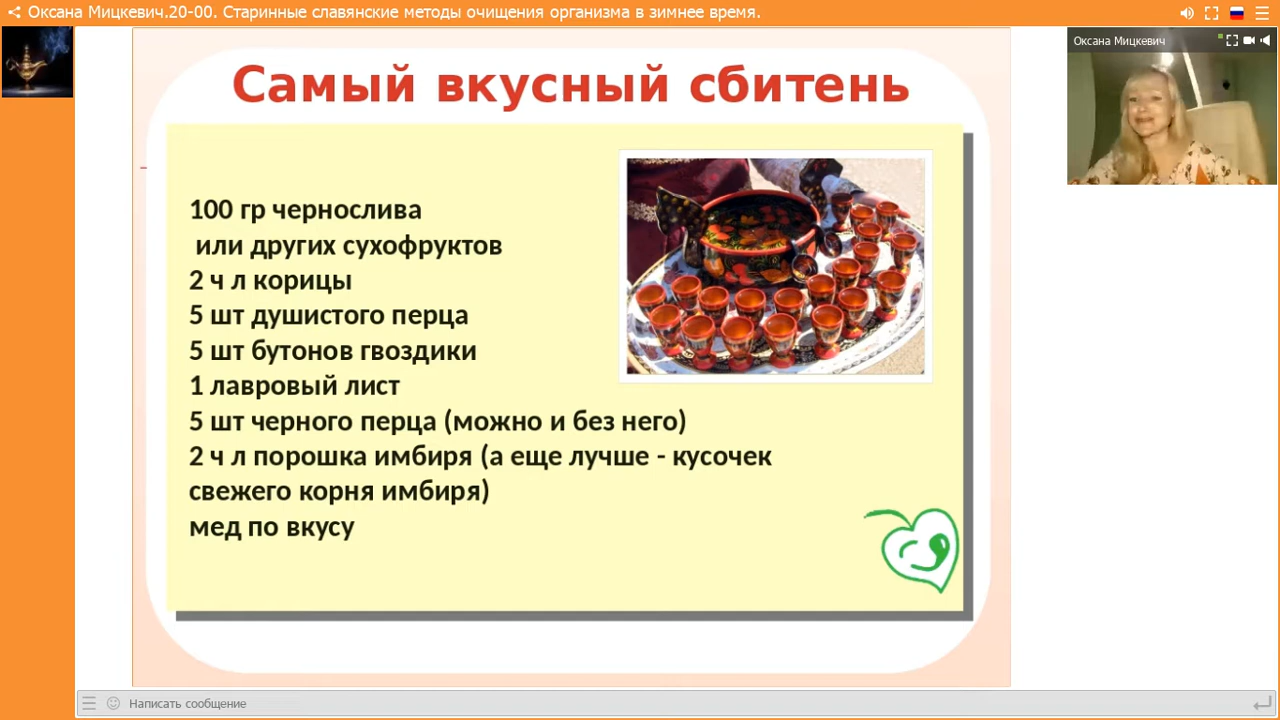 Оксана Мицкевич.20-00. Старинные славянские методы очищения организма в зимнее время.
Оксана Мицкевич
Самый вкусный сбитень
100 гр чернослива
или других сухофруктов
2 ч л корицы
5 шт душистого перца
5 шт бутонов гвоздики
1 лавровый лист
5 шт черного перца (можно и без него)
2 ч л порошка имбиря (а еще лучше - кусочек
свежего корня имбиря)
мед по вкусу
Написать сообщение